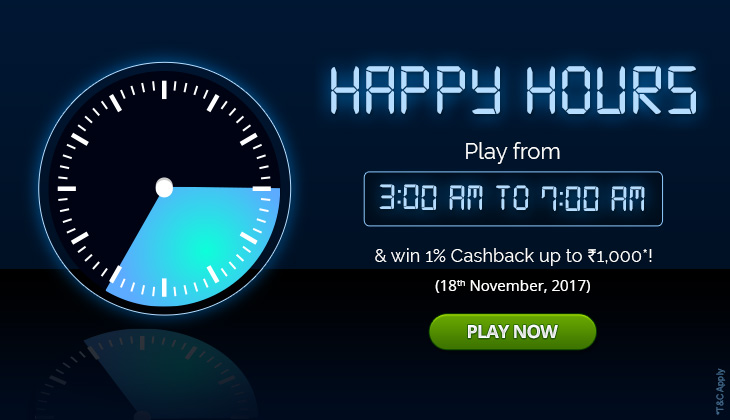 HAPPY HOURS
Play from
3:00 AM TO 7:00 AM
& win 1% Cashback up to ₹1,000*!
(18th November, 2017)
PLAY NOW
*T&C Apply